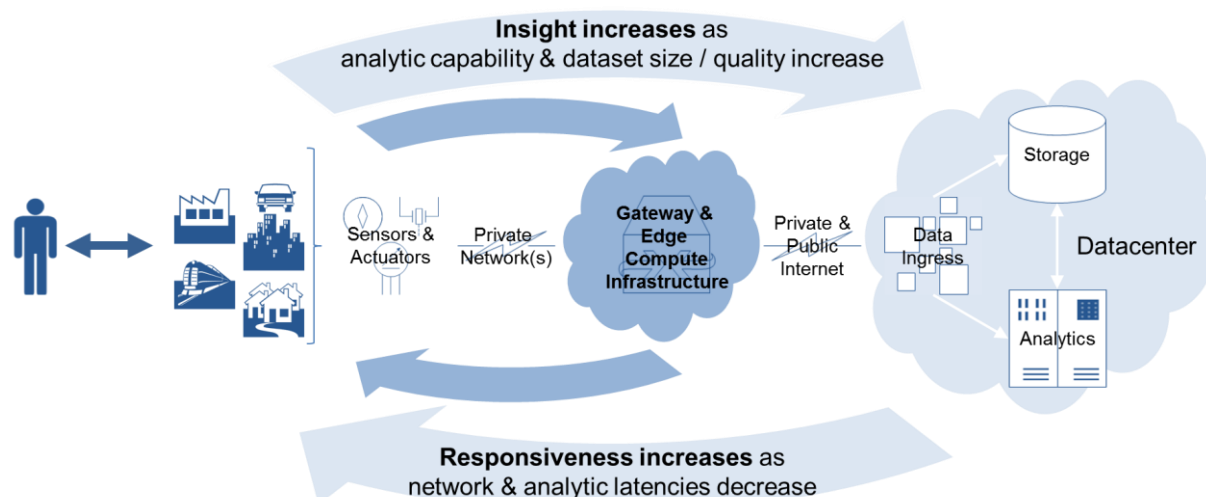 Insight increases as
analytic capability & dataset size / quality increase
Sensors &
Actuators
Private
Network(s)
Gateway &
Edge
Compute
Infrastructure
Private &
Public
Internet
Data
Ingress
Storage
Datacenter
Analytics
Responsiveness increases as
network & analytic latencies decrease